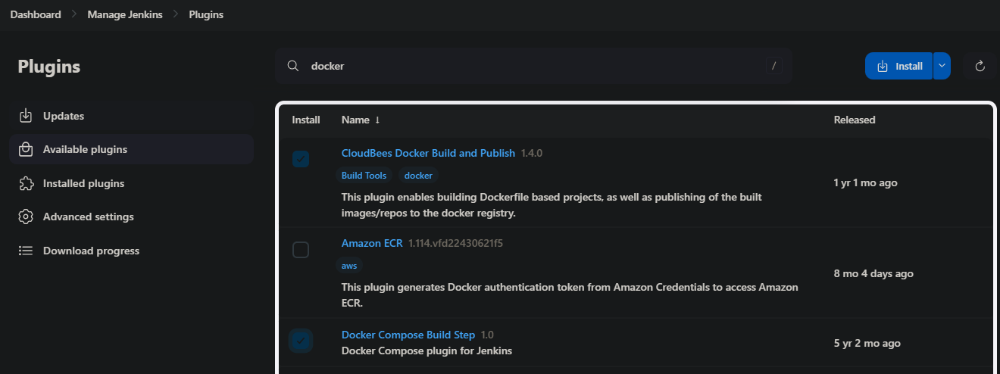 Dashboard > Manage Jenkins > Plugins
Plugins
docker /
Install
Updates
Available plugins
Installed plugins
Advanced settings
Download progress
Install Name ↓ Released
CloudBees Docker Build and Publish 1.4.0
Build Tools docker
This plugin enables building Dockerfile based projects, as well as publishing of the built
images/repos to the docker registry.
1 yr 1 mo ago
Amazon ECR 1.114.vfd22430621f5
aws
This plugin generates Docker authentication token from Amazon Credentials to access Amazon
ECR.
8 mo 4 days ago
Docker Compose Build Step 1.0
Docker Compose plugin for Jenkins
5 yr 2 mo ago